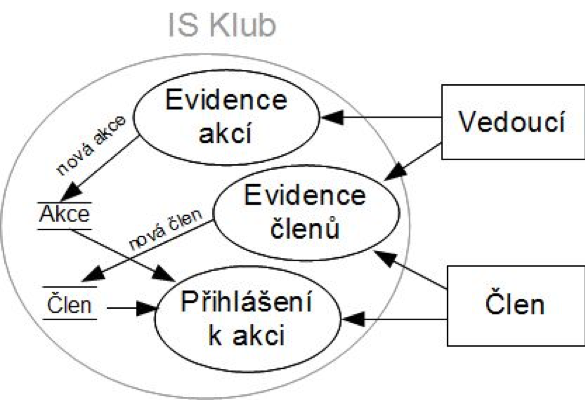 IS Klub
Evidence
akcí
Vedoucí
nová akce
Evidence
členů
Akce
nová člen
Přihlášení
k akci
Člen
Člen